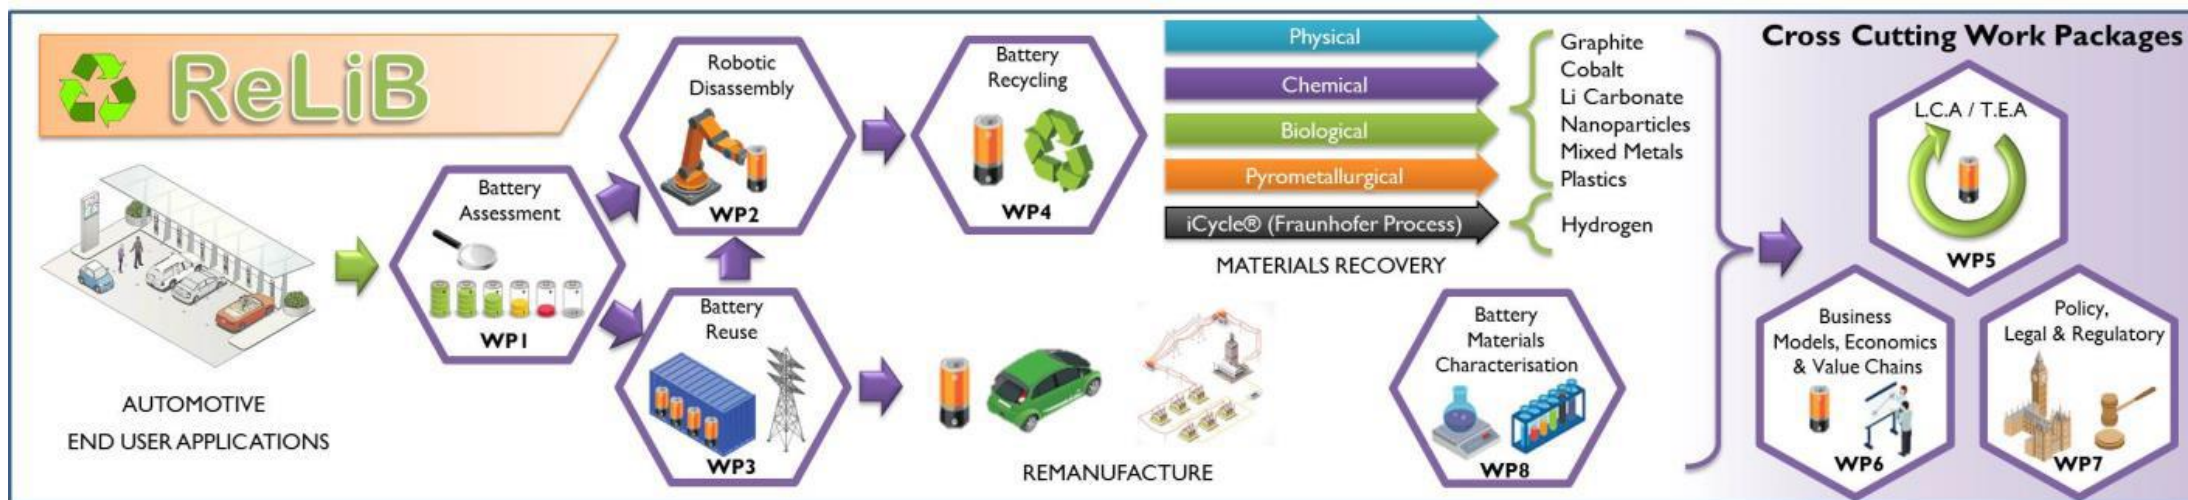 ReLiB
AUTOMOTIVE
END USER APPLICATIONS
Battery
Assessment
WP1
Robotic
Disassembly
WP2
Battery
Reuse
WP3
Battery
Recycling
WP4
REMANUFACTURE
Physical
Chemical
Biological
Pyrometallurgical
iCycle® (Fraunhofer Process)
MATERIALS RECOVERY
Graphite
Cobalt
Li Carbonate
Nanoparticles
Mixed Metals
Plastics
Hydrogen
Battery
Materials
Characterisation
WP8
Cross Cutting Work Packages
L.C.A / T.E.A
WP5
Business
Models, Economics
& Value Chains
WP6
Policy,
Legal & Regulatory
WP7